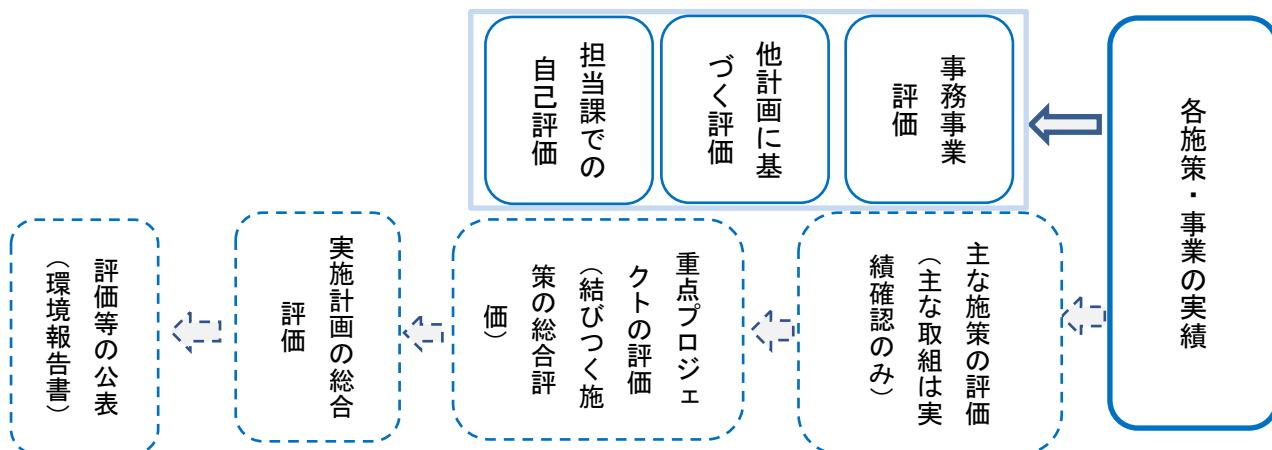 各施策・事業の実績
事務事業
評価
他計画に基
づく評価
担当課での
自己評価
主な施策の評価
（主な取組は実
績確認のみ）
重点プロジェ
クトの評価
（結びつく施
策の総合評
価）
実施計画の総合
評価
評価等の公表
（環境報告書）